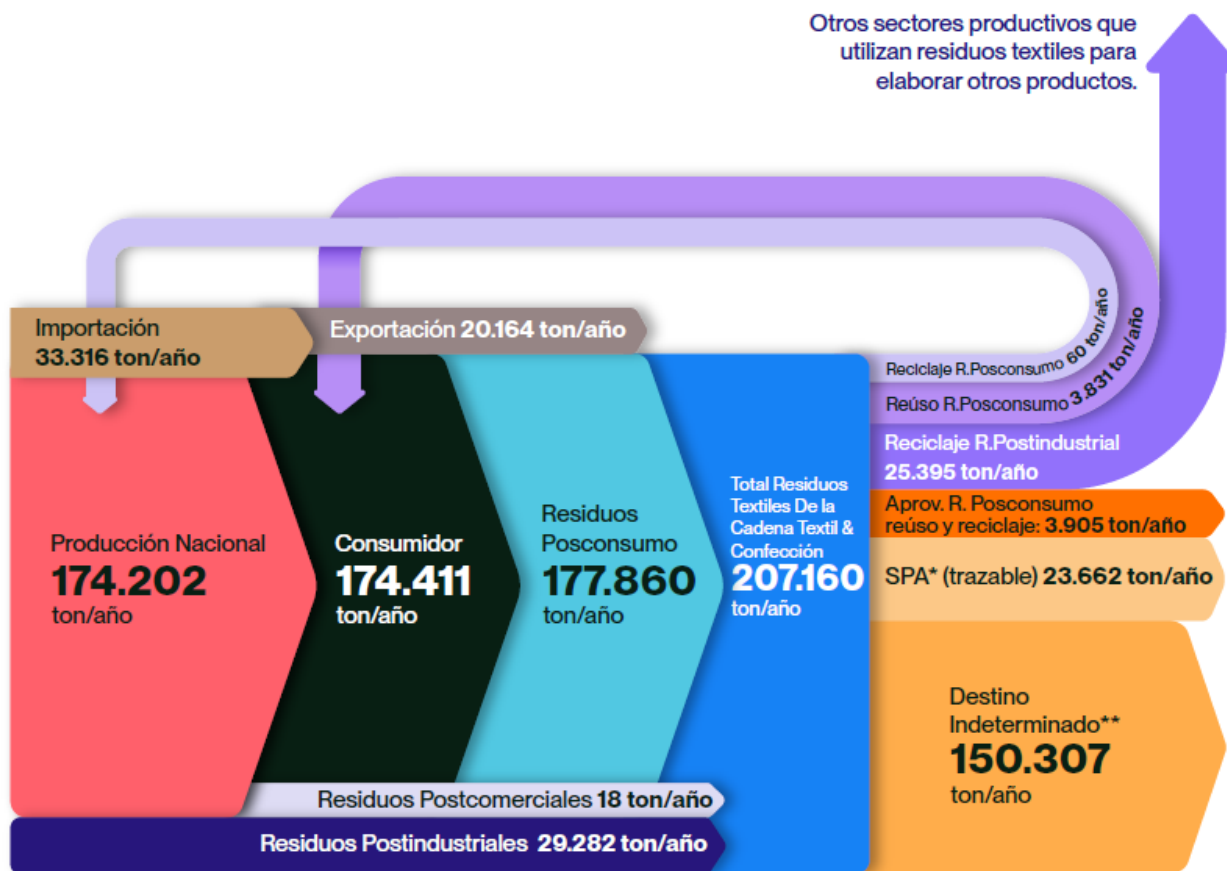 Otros sectores productivos que
utilizan residuos textiles para
elaborar otros productos.
Importación
33.316 ton/año
Exportación 20.164 ton/año
Reciclaje R.Posconsumo 60 ton/año
Reúso R.Posconsumo 3.831 ton/año
Reciclaje R.Postindustrial
25.395 ton/año
Producción Nacional
174.202
ton/año
Consumidor
174.411
ton/año
Residuos
Posconsumo
177.860
ton/año
Total Residuos
Textiles De la
Cadena Textil &
Confección
207.160
ton/año
Aprov. R. Posconsumo
reúso y reciclaje: 3.905 ton/año
SPA* (trazable) 23.662 ton/año
Destino
Indeterminado**
150.307
ton/año
Residuos Postcomerciales 18 ton/año
Residuos Postindustriales 29.282 ton/año